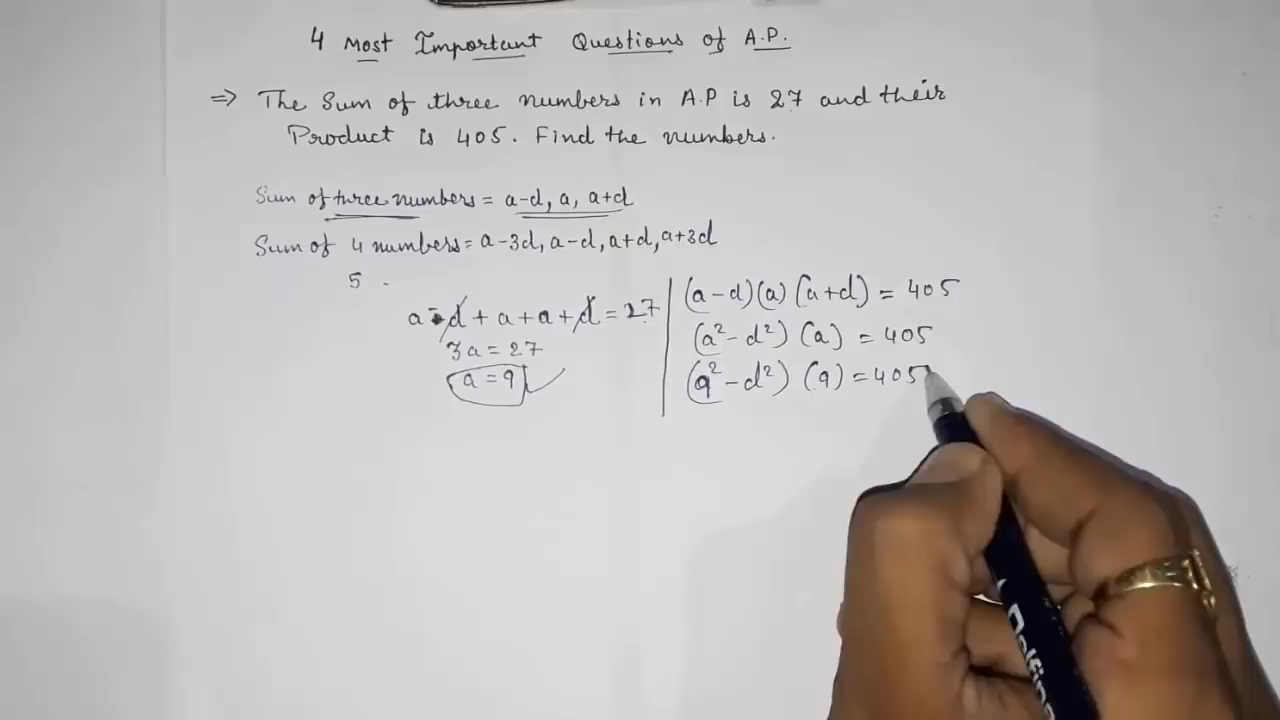 4 Most Important Questions of A.P.
⇒ The Sum of three numbers in A.P is 27 and their
Product is 405. Find the numbers.
Sum of three numbers = a-d, a, a+d
Sum of 4 numbers = a-3d, a-d, a+d, a+3d
5 .
a-d + a + a + d = 27
3a = 27
a = 9
(a-d)(a)(a+d) = 405
(a²-d²) (a) = 405
(9²-d²) (9) = 405